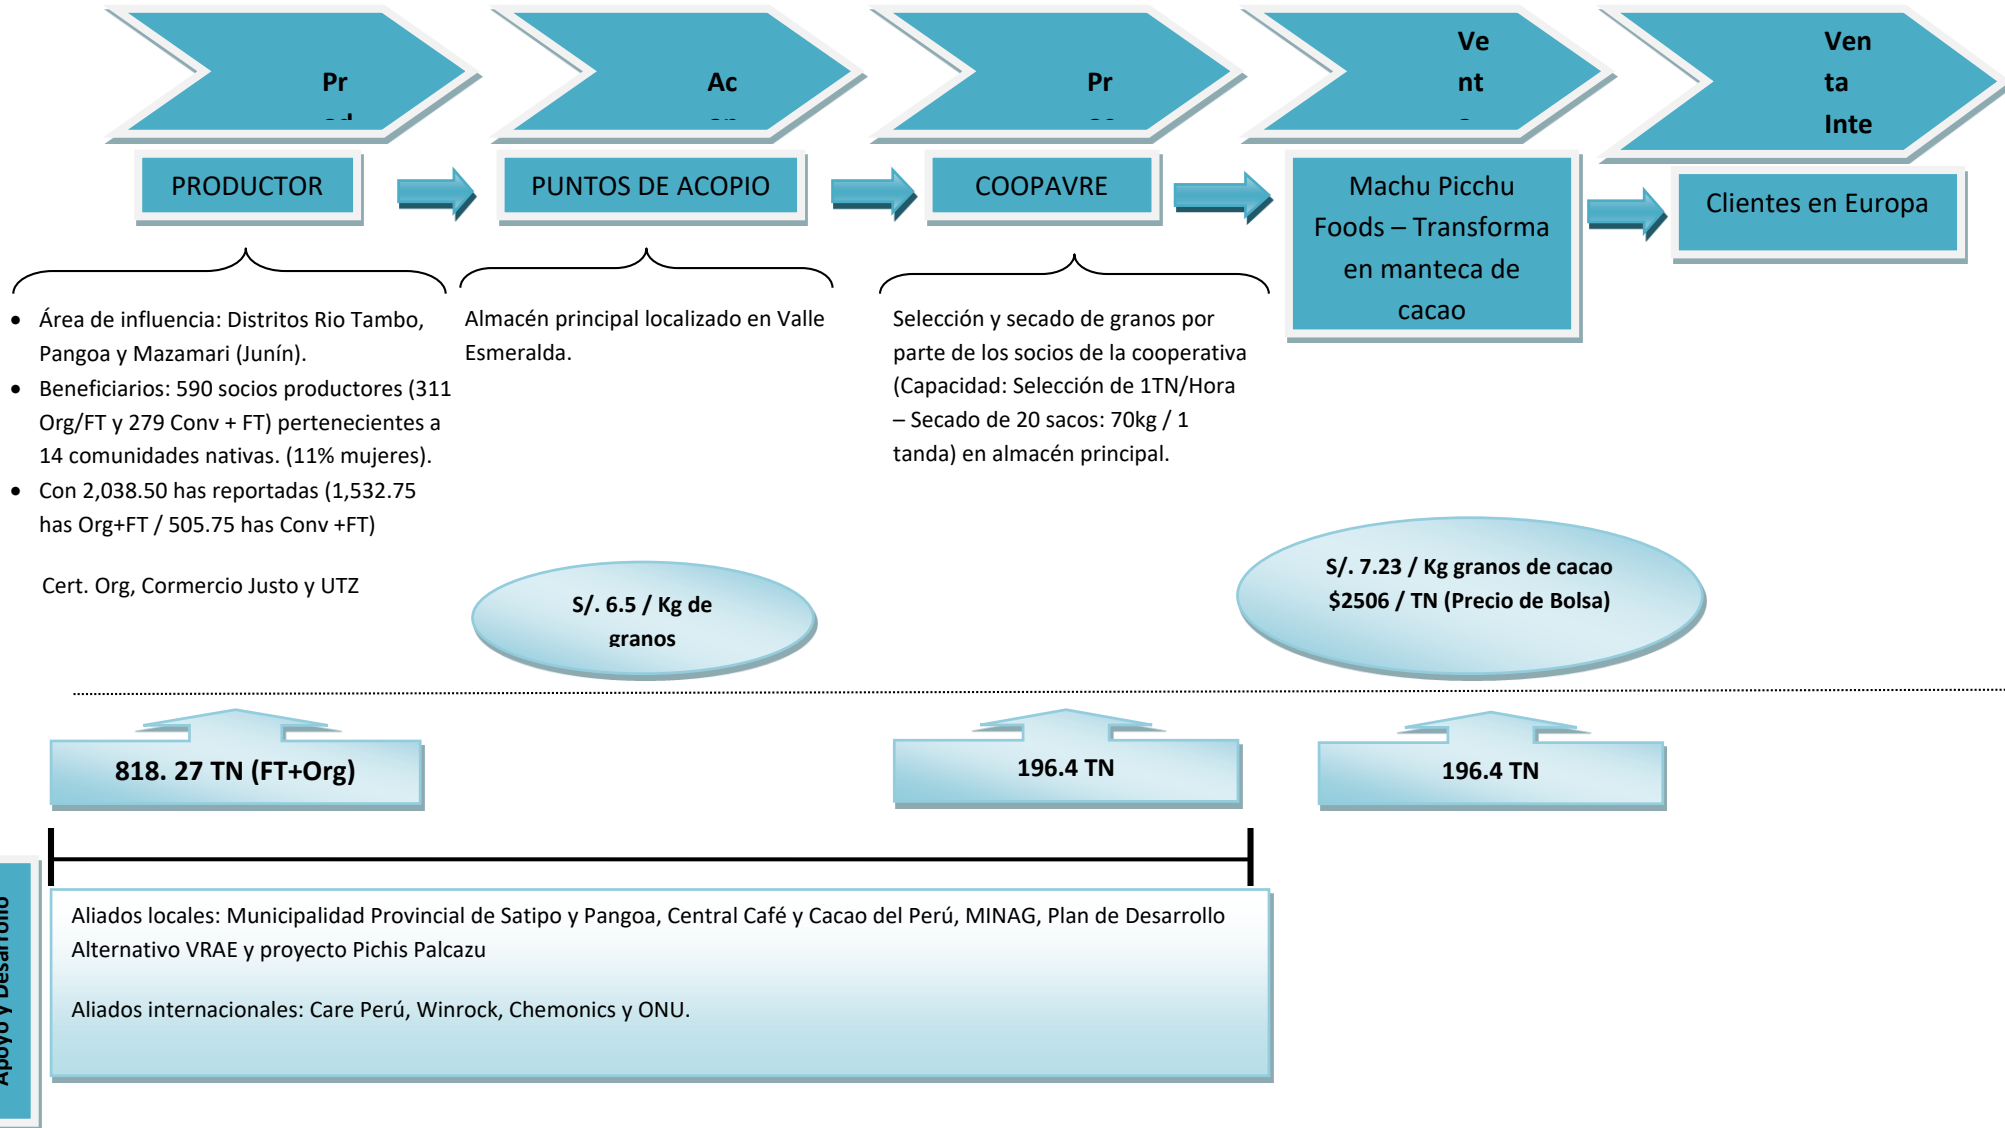 Pr
Ac
Pr
Ve
nt
Ven
ta
Inte
PRODUCTOR
PUNTOS DE ACOPIO
COOPAVRE
Machu Picchu
Foods – Transforma
en manteca de
cacao
Clientes en Europa
• Área de influencia: Distritos Rio Tambo,
Pangoa y Mazamari (Junín).
• Beneficiarios: 590 socios productores (311
Org/FT y 279 Conv + FT) pertenecientes a
14 comunidades nativas. (11% mujeres).
• Con 2,038.50 has reportadas (1,532.75
has Org+FT / 505.75 has Conv +FT)
Cert. Org, Cormercio Justo y UTZ
Almacén principal localizado en Valle
Esmeralda.
Selección y secado de granos por
parte de los socios de la cooperativa
(Capacidad: Selección de 1TN/Hora
– Secado de 20 sacos: 70kg / 1
tanda) en almacén principal.
S/. 6.5 / Kg de
granos
S/. 7.23 / Kg granos de cacao
$2506 / TN (Precio de Bolsa)
818. 27 TN (FT+Org)
196.4 TN
196.4 TN
Apoyo y Desarrollo
Aliados locales: Municipalidad Provincial de Satipo y Pangoa, Central Café y Cacao del Perú, MINAG, Plan de Desarrollo
Alternativo VRAE y proyecto Pichis Palcazu
Aliados internacionales: Care Perú, Winrock, Chemonics y ONU.